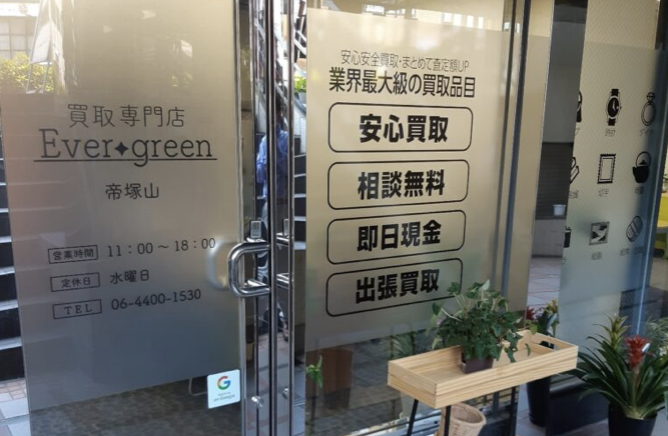 買取専門店
Ever green
帝塚山
営業時間 11：00～18：00
定休日 水曜日
TEL 06-4400-1530
G
安心安全買取・まとめて査定額UP
業界最大級の買取品目
安心買取
相談無料
即日現金
出張買取